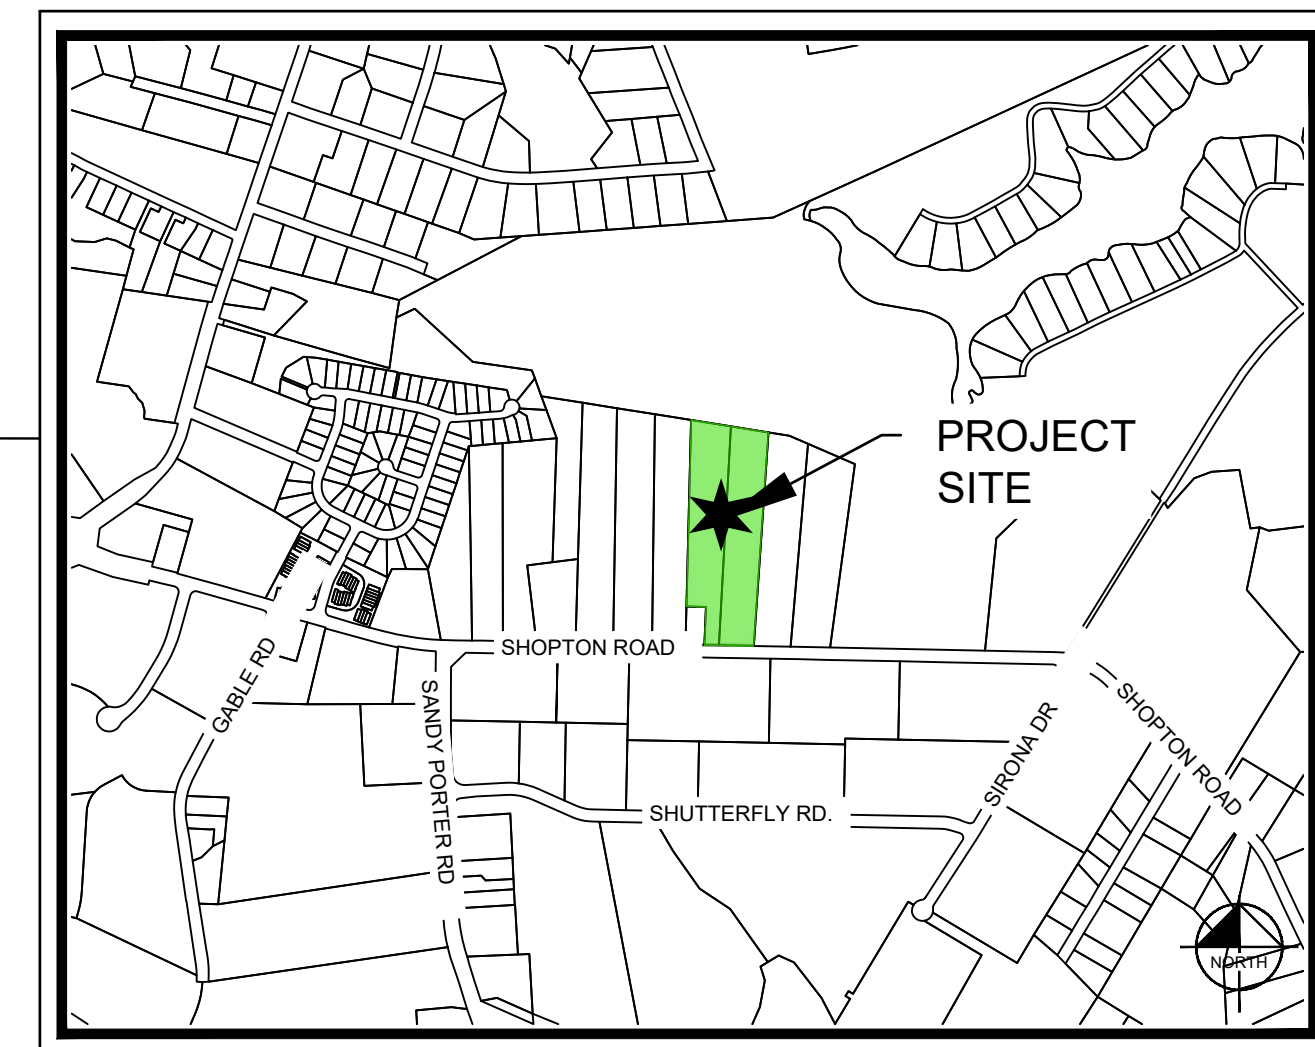 PROJECT
SITE
SHOPTON ROAD
GABLE RD
SANDY PORTER RD
SHOPTON ROAD
SIRONA DR
SHUTTERFLY RD.
NORTH